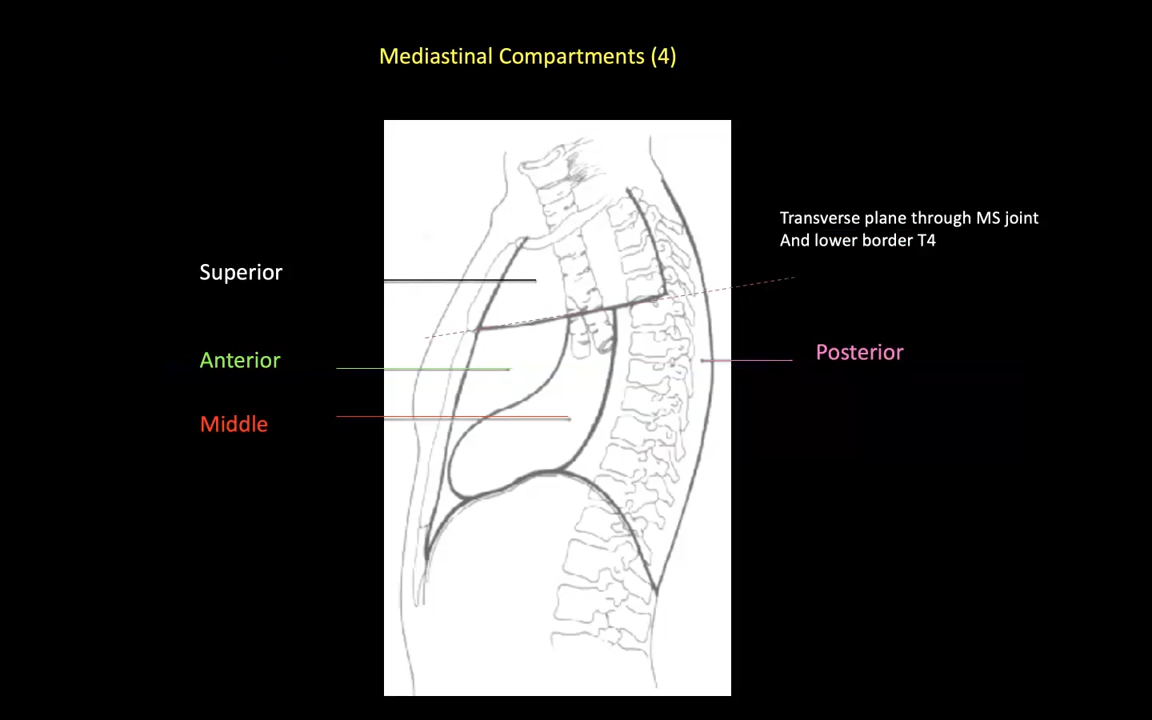 Mediastinal Compartments (4)
Transverse plane through MS joint
And lower border T4
Superior
Anterior
Posterior
Middle